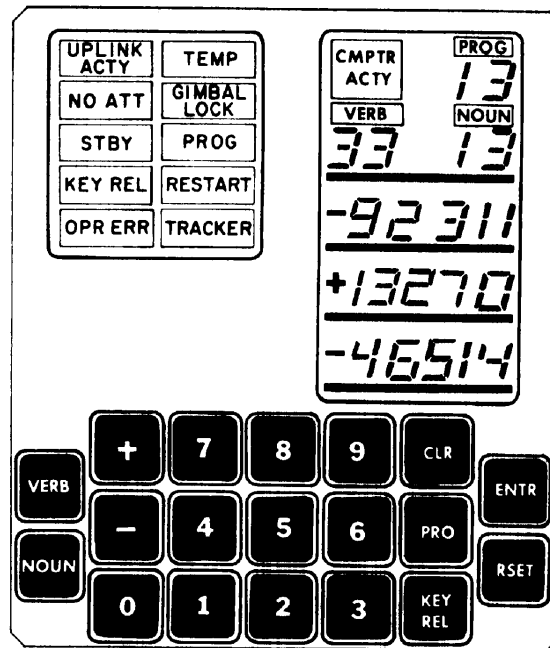 UPLINK ACTY
TEMP
NO ATT
GIMBAL LOCK
STBY
PROG
KEY REL
RESTART
OPR ERR
TRACKER
CMPTR ACTY
PROG
13
VERB
NOUN
33
13
-92311
+13270
-46514
VERB
NOUN
+
7
8
9
CLR
-
4
5
6
PRO
0
1
2
3
KEY REL
ENTR
RSET